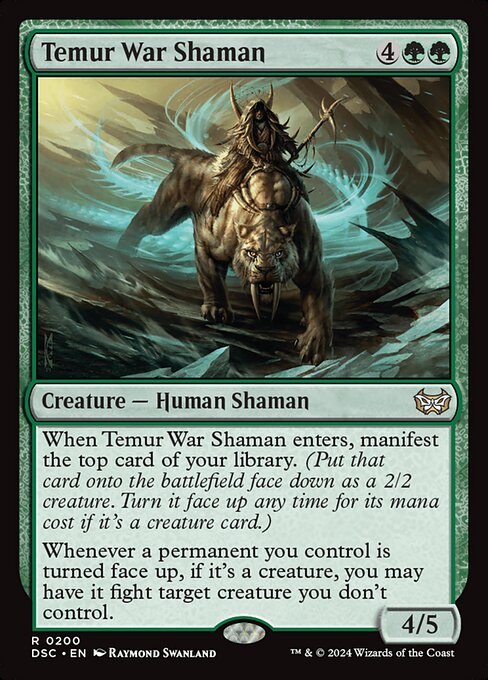 Temur War Shaman 4
Creature — Human Shaman
When Temur War Shaman enters, manifest
the top card of your library. (Put that
card onto the battlefield face down as a 2/2
creature. Turn it face up any time for its mana
cost if it's a creature card.)
Whenever a permanent you control is
turned face up, if it's a creature, you may
have it fight target creature you don't
control.
4/5
R 0200
DSC • EN Raymond Swanland
™ & © 2024 Wizards of the Coast